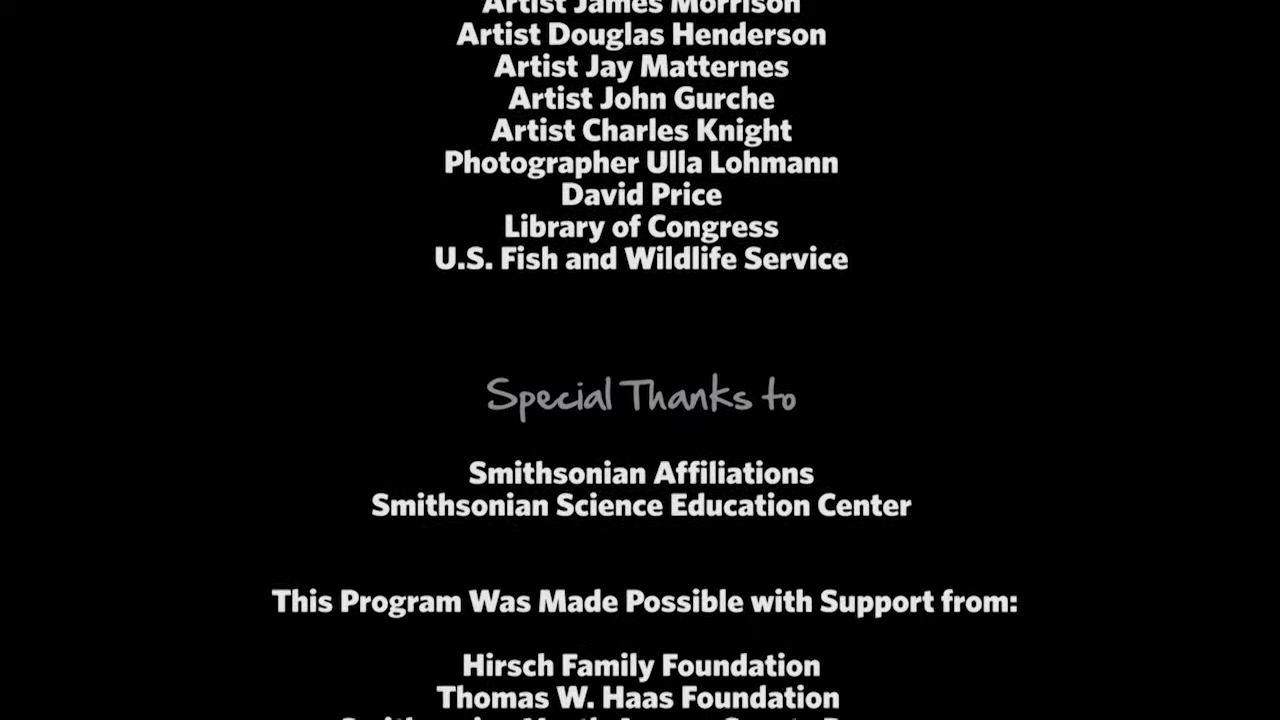 Artist James Morrison
Artist Douglas Henderson
Artist Jay Matternes
Artist John Gurche
Artist Charles Knight
Photographer Ulla Lohmann
David Price
Library of Congress
U.S. Fish and Wildlife Service
Special Thanks to
Smithsonian Affiliations
Smithsonian Science Education Center
This Program Was Made Possible with Support from:
Hirsch Family Foundation
Thomas W. Haas Foundation